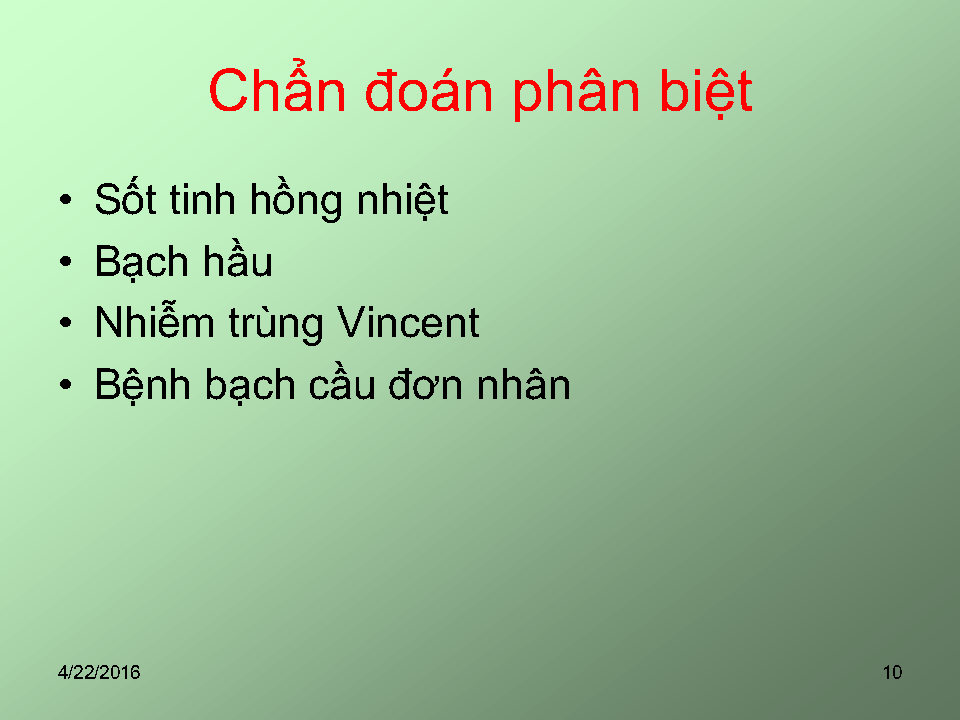 Chẩn đoán phân biệt
• Sốt tinh hồng nhiệt
• Bạch hầu
• Nhiễm trùng Vincent
• Bệnh bạch cầu đơn nhân
4/22/2016
10